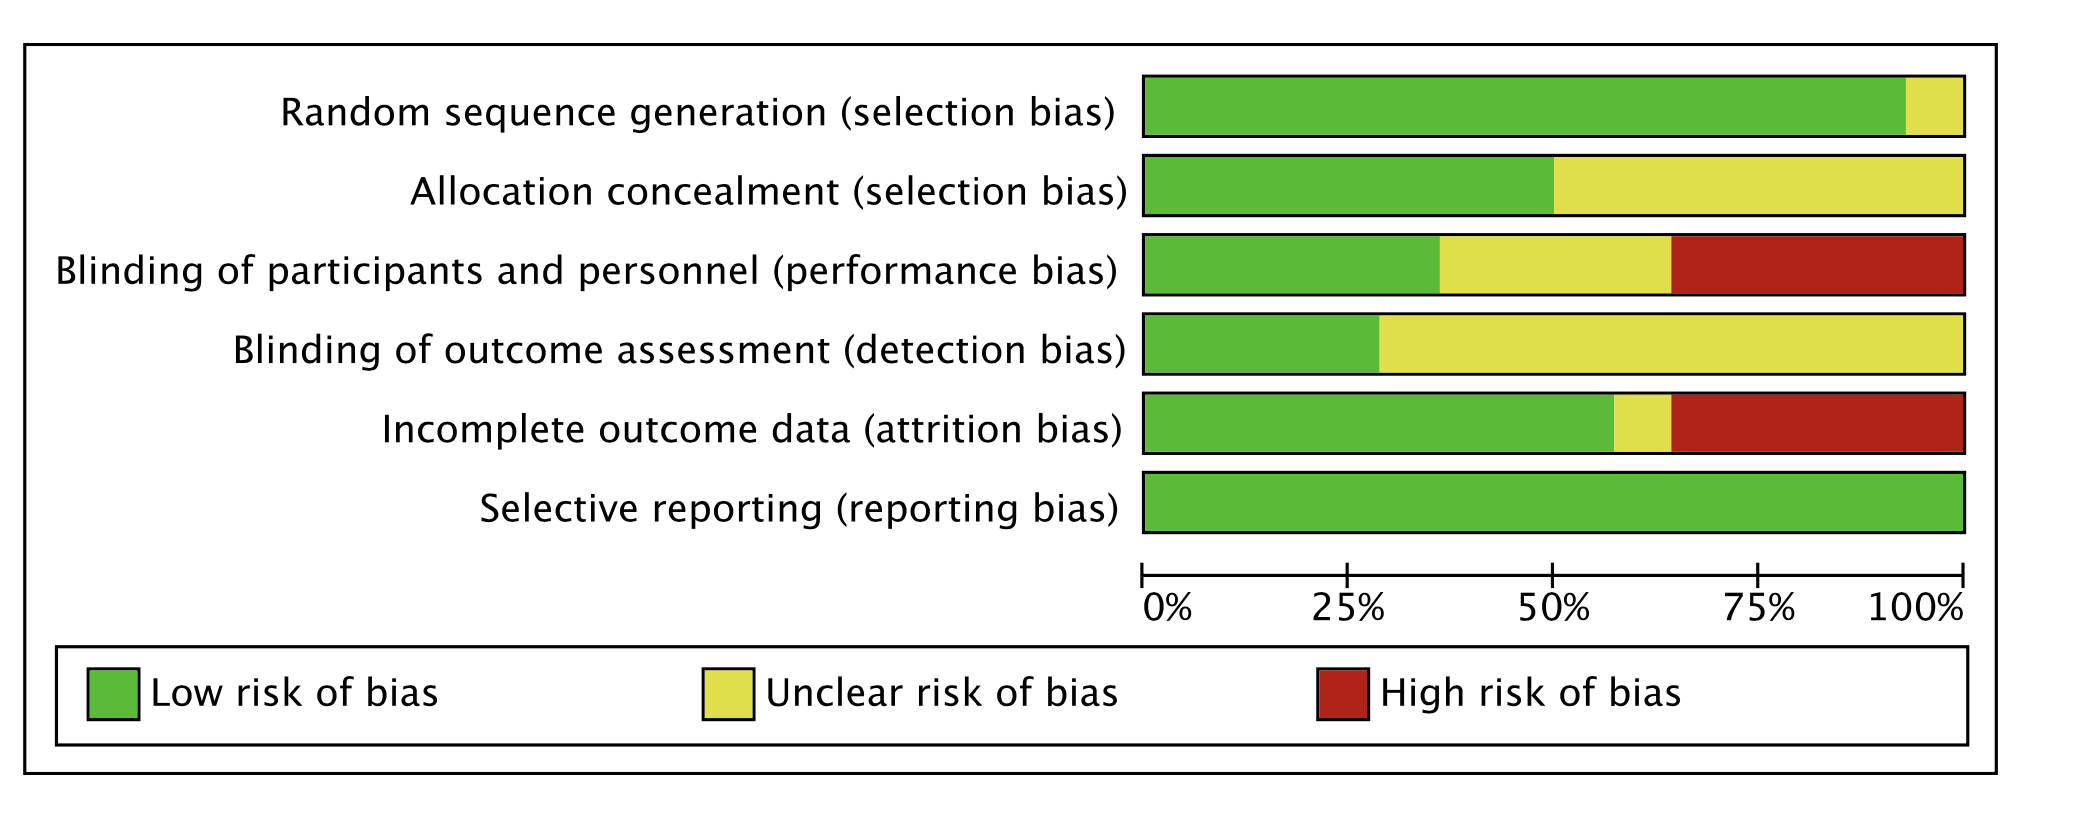 Random sequence generation (selection bias)
Allocation concealment (selection bias)
Blinding of participants and personnel (performance bias)
Blinding of outcome assessment (detection bias)
Incomplete outcome data (attrition bias)
Selective reporting (reporting bias)
0% 25% 50% 75% 100%
Low risk of bias Unclear risk of bias High risk of bias